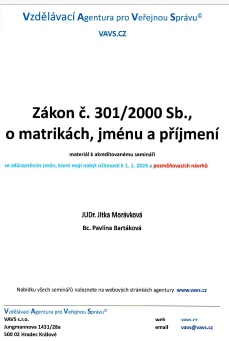 Vzdělávací Agentura pro Veřejnou Správu©
VAVS.CZ
Zákon č. 301/2000 Sb.,
o matrikách, jménu a příjmení
materiál k akreditovanému semináři
se zdůrazněním změn, které mají nabýt účinnosti k 1. 1. 2024 a pozměňovacích návrhů
JUDr. Jitka Morávková
Bc. Pavlína Bartáková
Nabídku všech seminářů naleznete na webových stránkách agentury www.vavs.cz
Vzdělávací Agentura pro Veřejnou Správu©
VAVS s.r.o.
Jungmannova 1431/28a web vavs.cz
500 02 Hradec Králové email vavs@vavs.cz